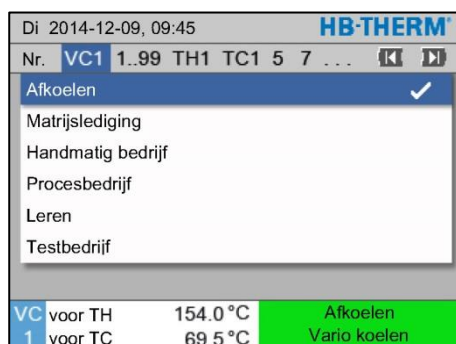 Di 2014-12-09, 09:45 HB-THERM®
Nr. VC1 1..99 TH1 TC1 5 7 ...
Afkoelen
Matrijslediging
Handmatig bedrijf
Procesbedrijf
Leren
Testbedrijf
VC voor TH 154.0 °C Afkoelen
1 voor TC 69.5 °C Vario koelen